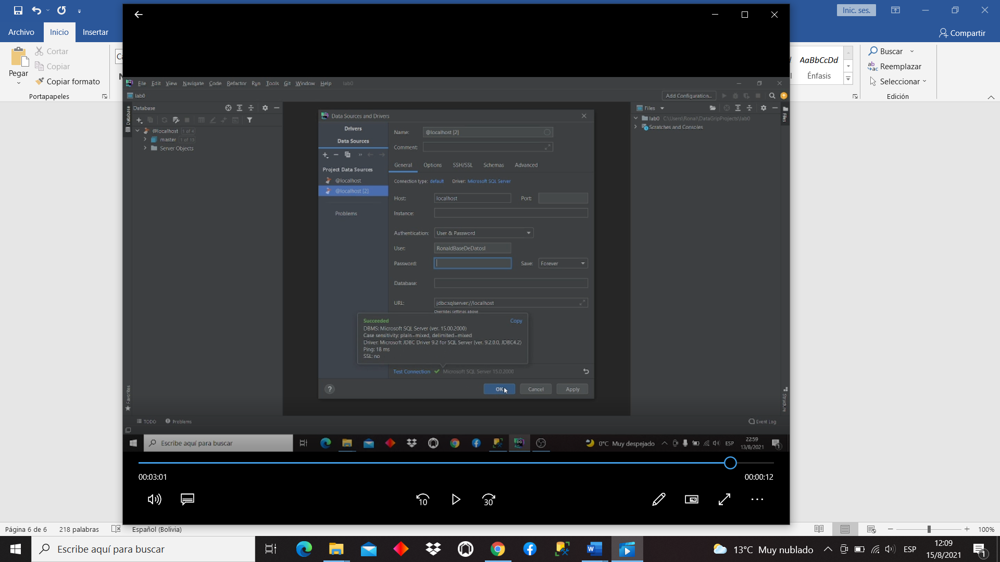 Inic. ses.
Archivo
Inicio
Insertar
Compartir
Pegar
Cortar
Copiar
Copiar formato
Portapapeles
AaBbCcDd
Énfasis
Buscar
Reemplazar
Seleccionar
Edición
File Edit View Navigate Code Refactor Run Tools Git Window Help lab0
lab0
Add Configuration...
Database
Database
@localhost 1 of 4
master 1 of 13
Server Objects
Favorites
Data Sources and Drivers
Drivers
Data Sources
Project Data Sources
@localhost
@localhost [2]
Problems
Name: @localhost [2]
Comment:
General Options SSH/SSL Schemas Advanced
Connection type: default Driver: Microsoft SQL Server
Host: localhost Port:
Instance:
Authentication: User & Password
User: RonaldBaseDeDatosI
Password: Save: Forever
Database:
URL: jdbc:sqlserver://localhost
Overrides settings above
Succeeded Copy
DBMS: Microsoft SQL Server (ver. 15.00.2000)
Case sensitivity: plain=mixed, delimited=mixed
Driver: Microsoft JDBC Driver 9.2 for SQL Server (ver. 9.2.0.0, JDBC4.2)
Ping: 18 ms
SSL: no
Test Connection Microsoft SQL Server 15.0.2000
? OK Cancel Apply
Files
Files
lab0 C:\Users\Ronal\DataGripProjects\lab0
Scratches and Consoles
Structure
TODO Problems Event Log
Escribe aquí para buscar
0°C Muy despejado ESP 22:59
13/8/2021
1
00:03:01 00:00:12
10 30
Página 6 de 6 218 palabras Español (Bolivia) 100%
Escribe aquí para buscar
13°C Muy nublado ESP 12:09
15/8/2021
1